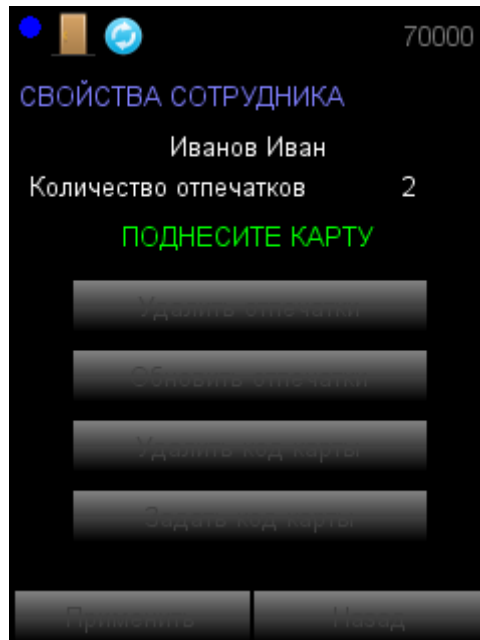 70000
СВОЙСТВА СОТРУДНИКА
Иванов Иван
Количество отпечатков 2
ПОДНЕСИТЕ КАРТУ
Удалить отпечатки
Обновить отпечатки
Удалить код карты
Задать код карты
Применить Назад